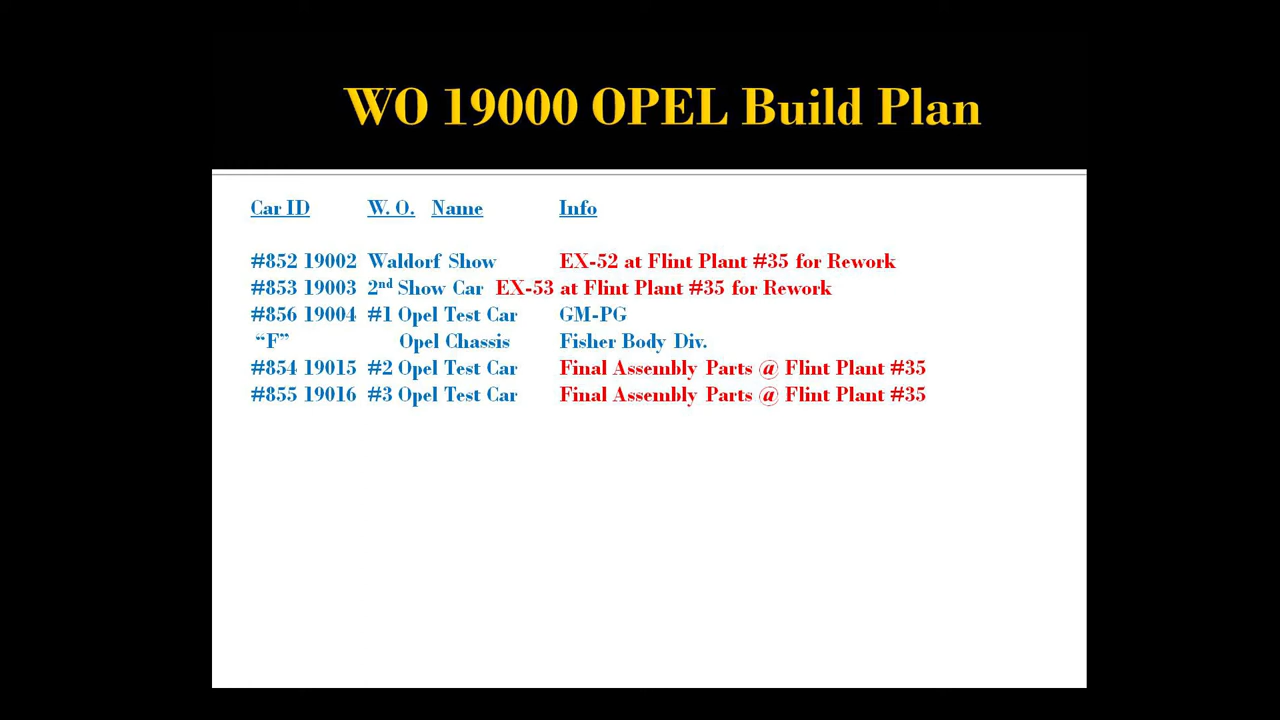 WO 19000 OPEL Build Plan
Car ID W. O. Name Info
#852 19002 Waldorf Show EX-52 at Flint Plant #35 for Rework
#853 19003 2nd Show Car EX-53 at Flint Plant #35 for Rework
#856 19004 #1 Opel Test Car GM-PG
“F” Opel Chassis Fisher Body Div.
#854 19015 #2 Opel Test Car Final Assembly Parts @ Flint Plant #35
#855 19016 #3 Opel Test Car Final Assembly Parts @ Flint Plant #35